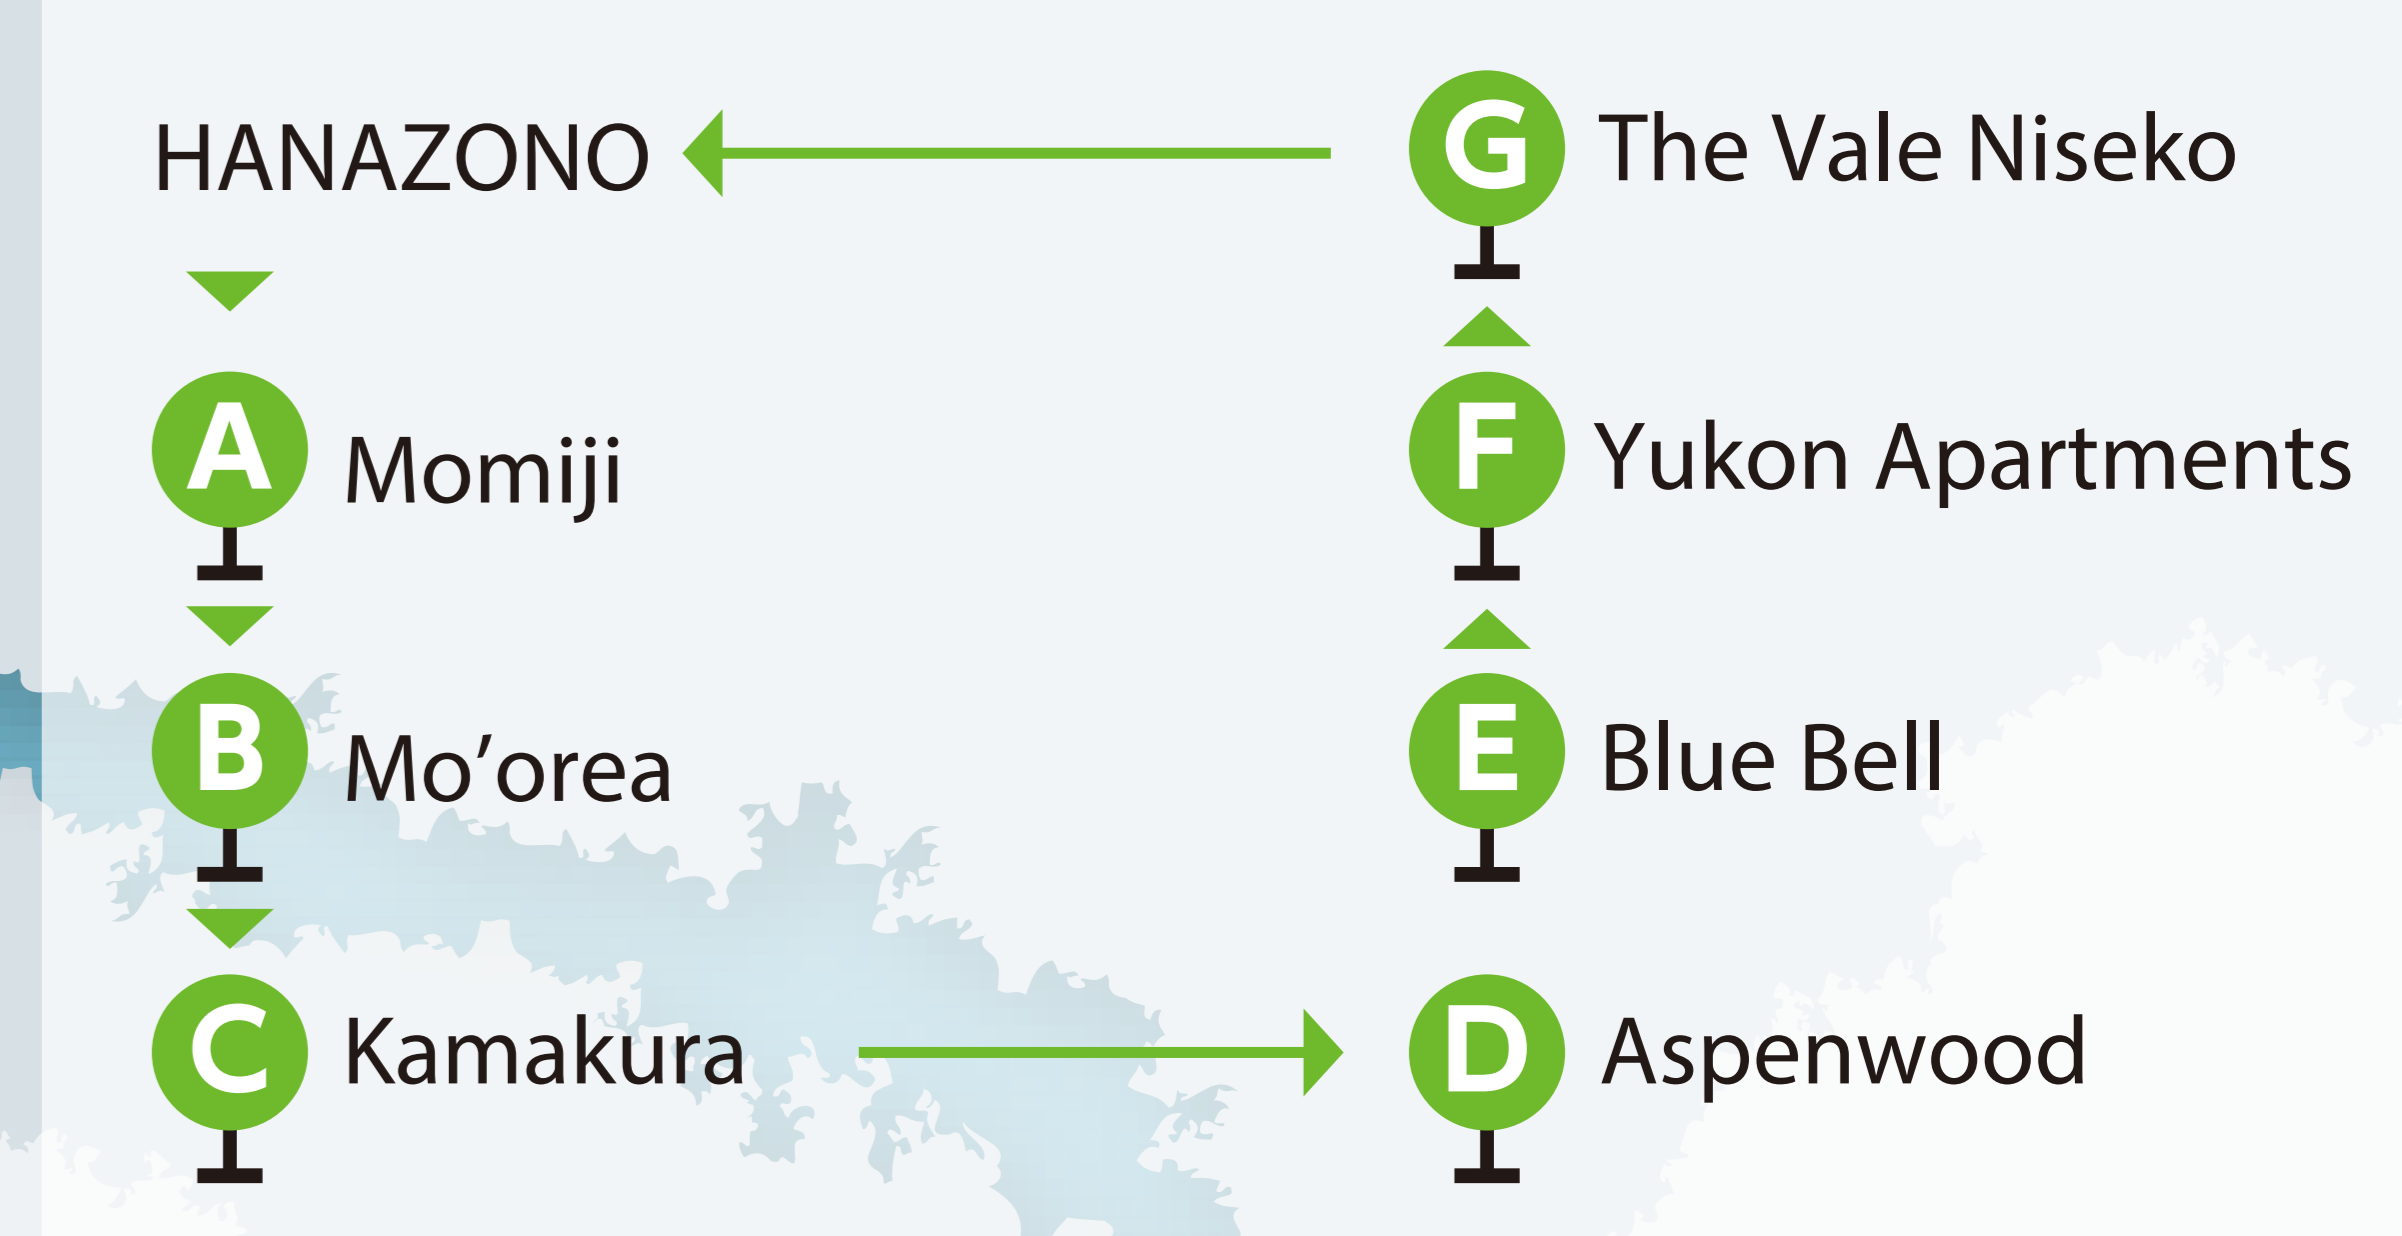 HANAZONO
A Momiji
B Mo’orea
C Kamakura
D Aspenwood
E Blue Bell
F Yukon Apartments
G The Vale Niseko